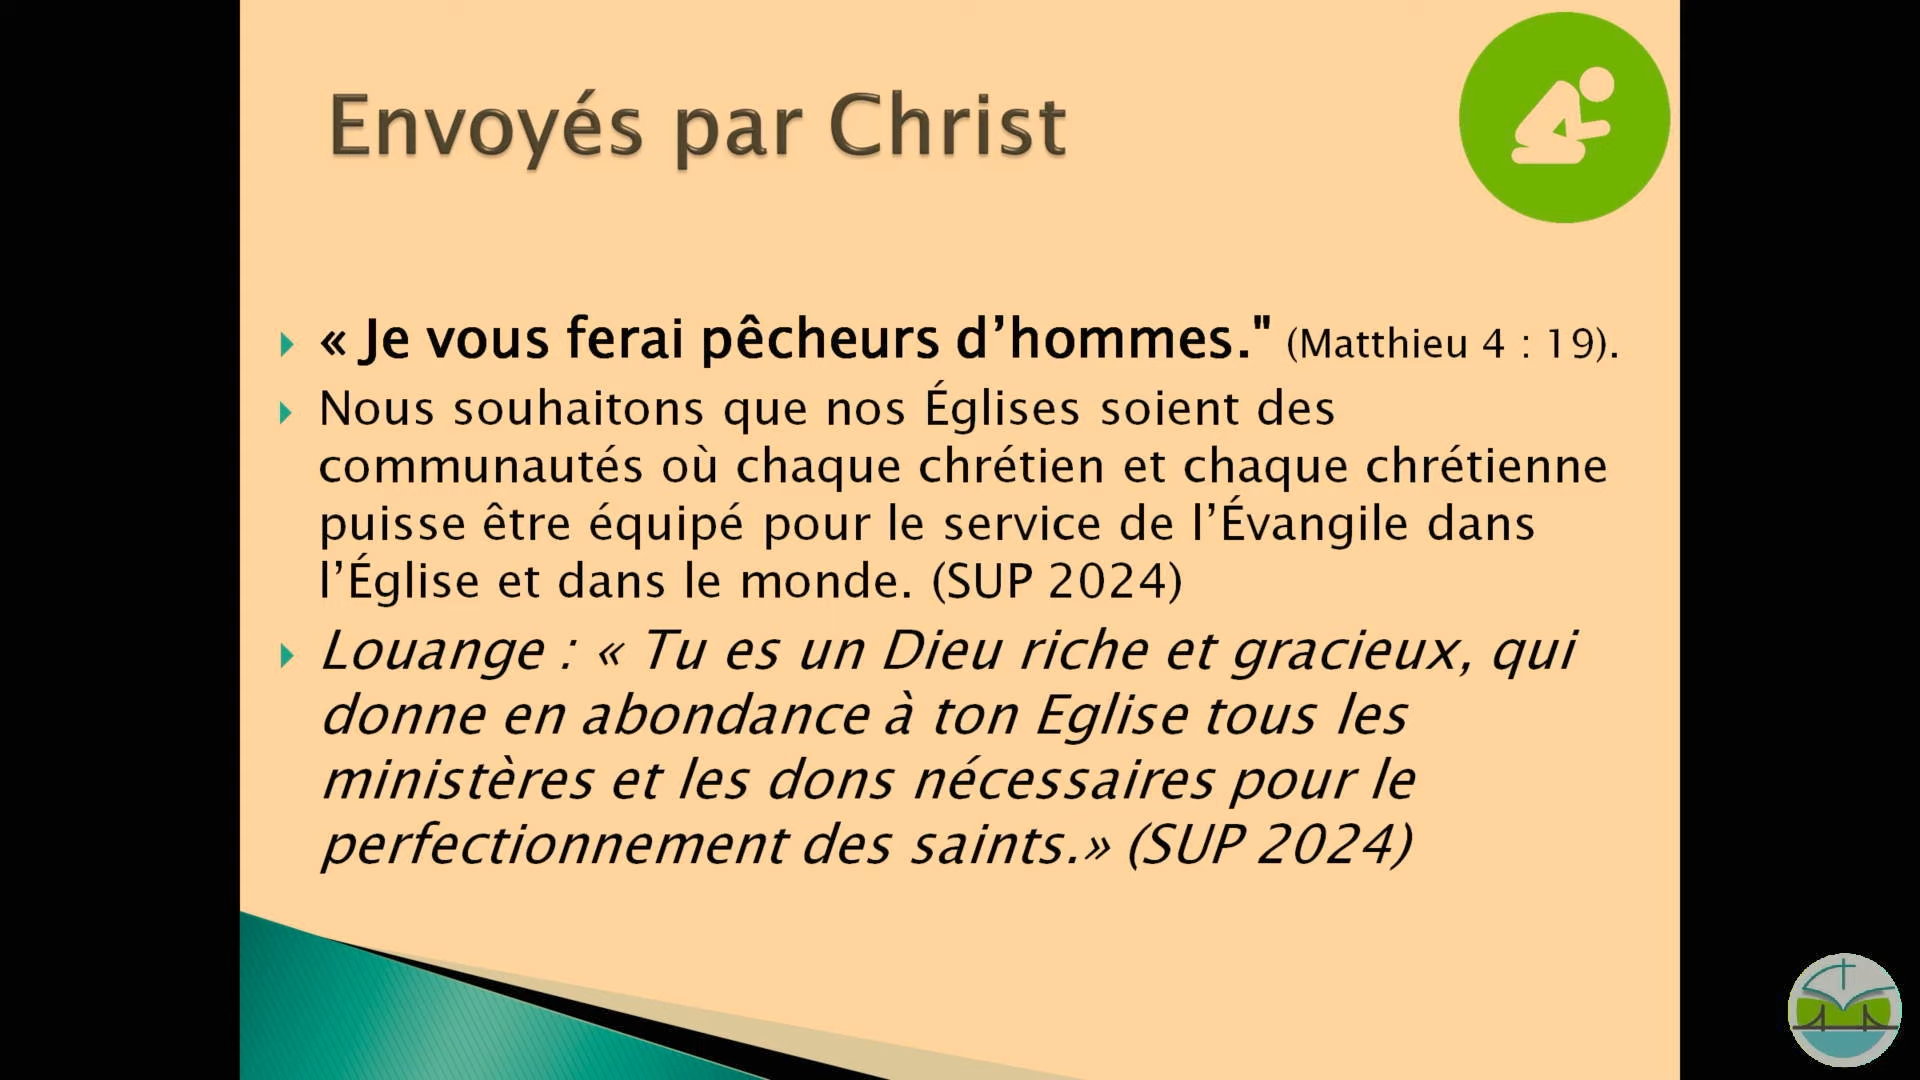 Envoyés par Christ
« Je vous ferai pêcheurs d’hommes." (Matthieu 4 : 19).
Nous souhaitons que nos Églises soient des
communautés où chaque chrétien et chaque chrétienne
puisse être équipé pour le service de l’Évangile dans
l’Église et dans le monde. (SUP 2024)
Louange : « Tu es un Dieu riche et gracieux, qui
donne en abondance à ton Eglise tous les
ministères et les dons nécessaires pour le
perfectionnement des saints.» (SUP 2024)